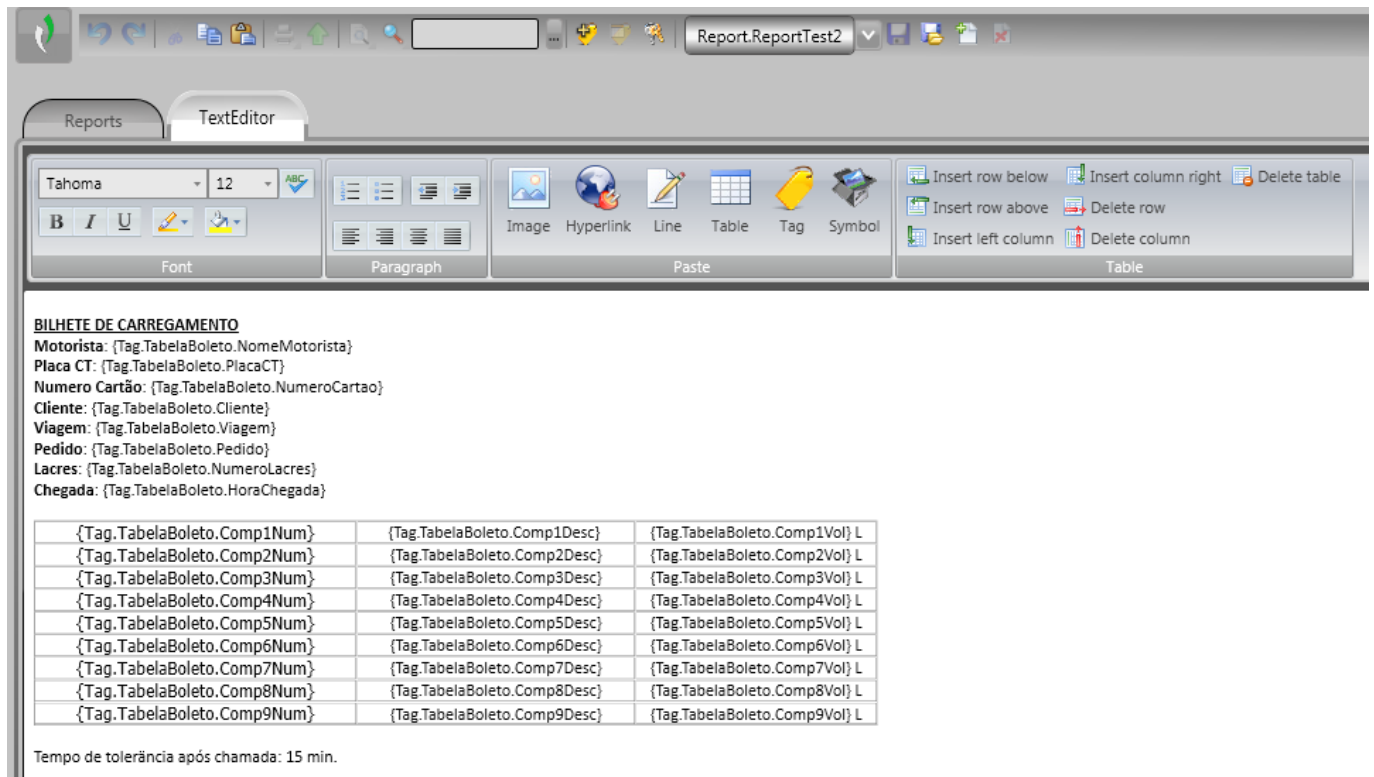 Report.ReportTest2
Reports
TextEditor
Tahoma
12
ABC
B I U
Font
Paragraph
Image Hyperlink Line Table Tag Symbol
Paste
Insert row below Insert column right Delete table
Insert row above Delete row
Insert left column Delete column
Table
BILHETE DE CARREGAMENTO
Motorista: {Tag.TabelaBoleto.NomeMotorista}
Placa CT: {Tag.TabelaBoleto.PlacaCT}
Numero Cartão: {Tag.TabelaBoleto.NumeroCartao}
Cliente: {Tag.TabelaBoleto.Cliente}
Viagem: {Tag.TabelaBoleto.Viagem}
Pedido: {Tag.TabelaBoleto.Pedido}
Lacres: {Tag.TabelaBoleto.NumeroLacres}
Chegada: {Tag.TabelaBoleto.HoraChegada}
{Tag.TabelaBoleto.Comp1Num} {Tag.TabelaBoleto.Comp1Desc} {Tag.TabelaBoleto.Comp1Vol} L
{Tag.TabelaBoleto.Comp2Num} {Tag.TabelaBoleto.Comp2Desc} {Tag.TabelaBoleto.Comp2Vol} L
{Tag.TabelaBoleto.Comp3Num} {Tag.TabelaBoleto.Comp3Desc} {Tag.TabelaBoleto.Comp3Vol} L
{Tag.TabelaBoleto.Comp4Num} {Tag.TabelaBoleto.Comp4Desc} {Tag.TabelaBoleto.Comp4Vol} L
{Tag.TabelaBoleto.Comp5Num} {Tag.TabelaBoleto.Comp5Desc} {Tag.TabelaBoleto.Comp5Vol} L
{Tag.TabelaBoleto.Comp6Num} {Tag.TabelaBoleto.Comp6Desc} {Tag.TabelaBoleto.Comp6Vol} L
{Tag.TabelaBoleto.Comp7Num} {Tag.TabelaBoleto.Comp7Desc} {Tag.TabelaBoleto.Comp7Vol} L
{Tag.TabelaBoleto.Comp8Num} {Tag.TabelaBoleto.Comp8Desc} {Tag.TabelaBoleto.Comp8Vol} L
{Tag.TabelaBoleto.Comp9Num} {Tag.TabelaBoleto.Comp9Desc} {Tag.TabelaBoleto.Comp9Vol} L
Tempo de toleräncia após chamada: 15 min.